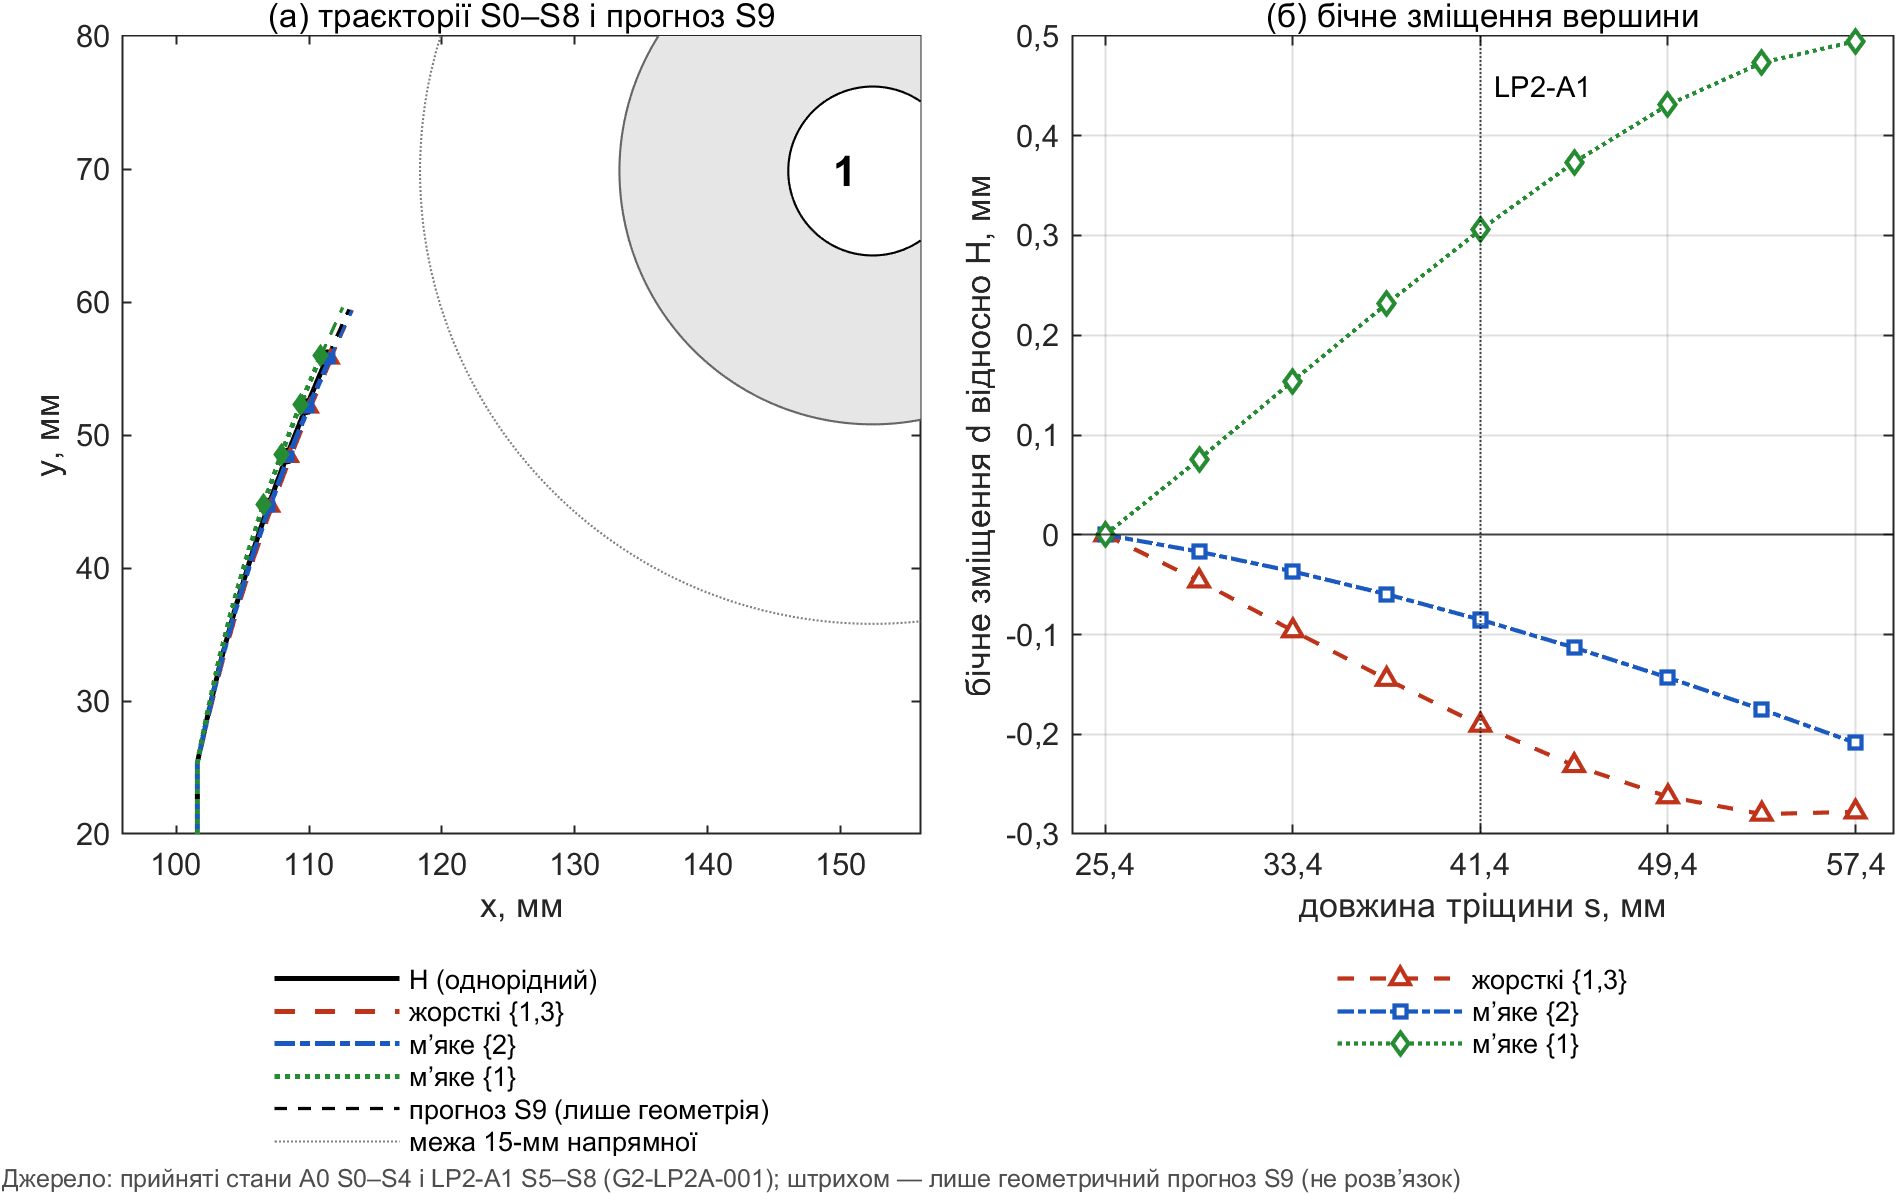 (а) траєкторії S0–S8 і прогноз S9
80
70
60
50
40
30
20
y, мм
1
100
110
120
130
140
150
x, мм
H (однорідний)
жорсткі {1,3}
м’яке {2}
м’яке {1}
прогноз S9 (лише геометрія)
межа 15-мм напрямної
(б) бічне зміщення вершини
0,5
0,4
0,3
0,2
0,1
0
-0,1
-0,2
-0,3
бічне зміщення d відносно H, мм
LP2-A1
25,4
33,4
41,4
49,4
57,4
довжина тріщини s, мм
жорсткі {1,3}
м’яке {2}
м’яке {1}
Джерело: прийняті стани A0 S0–S4 і LP2-A1 S5–S8 (G2-LP2A-001); штрихом — лише геометричний прогноз S9 (не розв’язок)